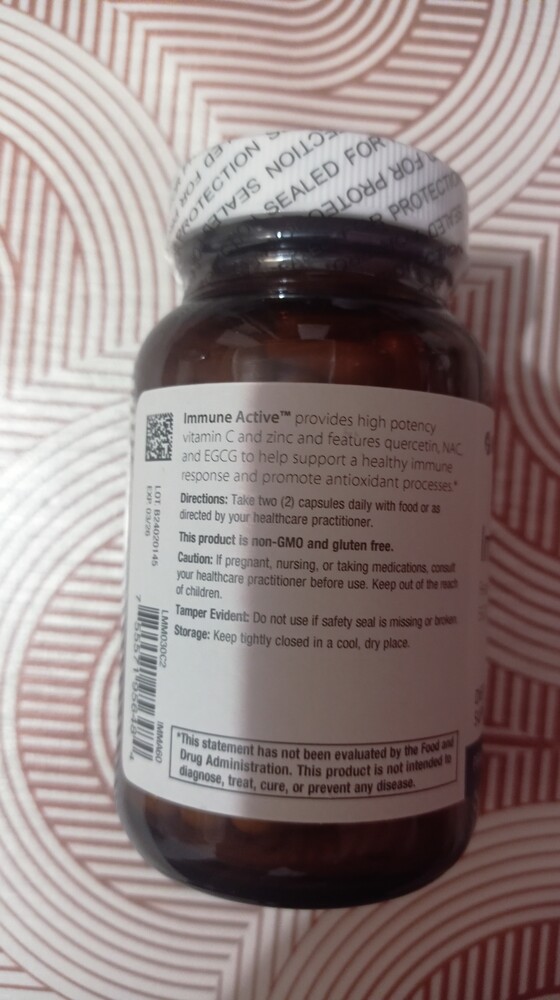 SEALED FOR
PROTECTION
Immune Active™ provides high potency
vitamin C and zinc and features quercetin, NAC
and EGCG to help support a healthy immune
response and promote antioxidant processes.*
Directions: Take two (2) capsules daily with food or as
directed by your healthcare practitioner.
This product is non-GMO and gluten free.
Caution: If pregnant, nursing, or taking medications, consult
your healthcare practitioner before use. Keep out of the reach
of children.
Tamper Evident: Do not use if safety seal is missing or broken.
Storage: Keep tightly closed in a cool, dry place.
*This statement has not been evaluated by the Food and
Drug Administration. This product is not intended to
diagnose, treat, cure, or prevent any disease.
LOT B24020145
EXP 03/26
LMM030C2
IMMA60